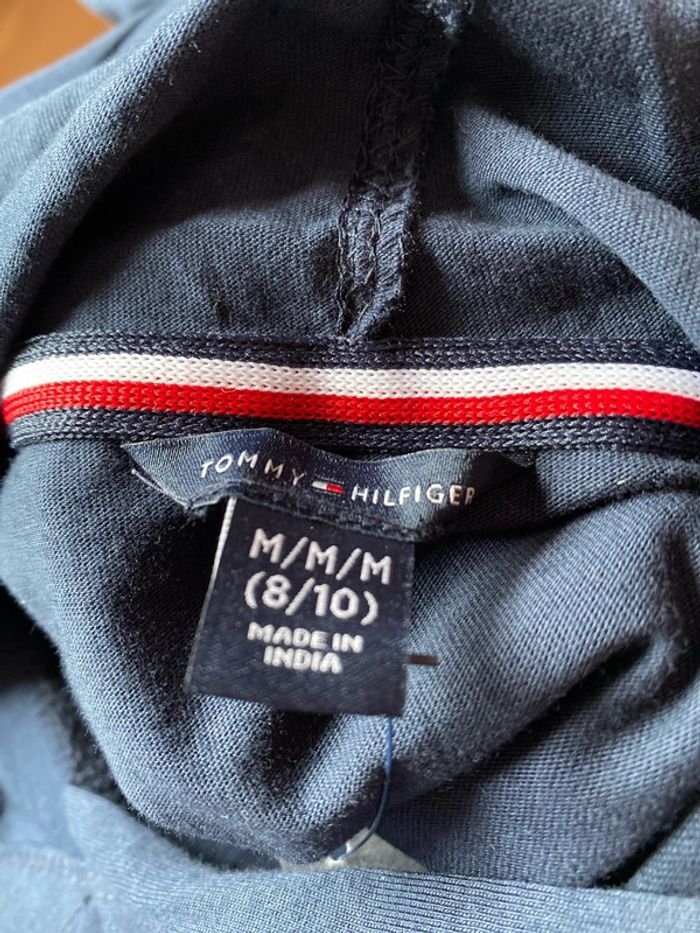 TOMMY HILFIGER
M/M/M
(8/10)
MADE IN
INDIA